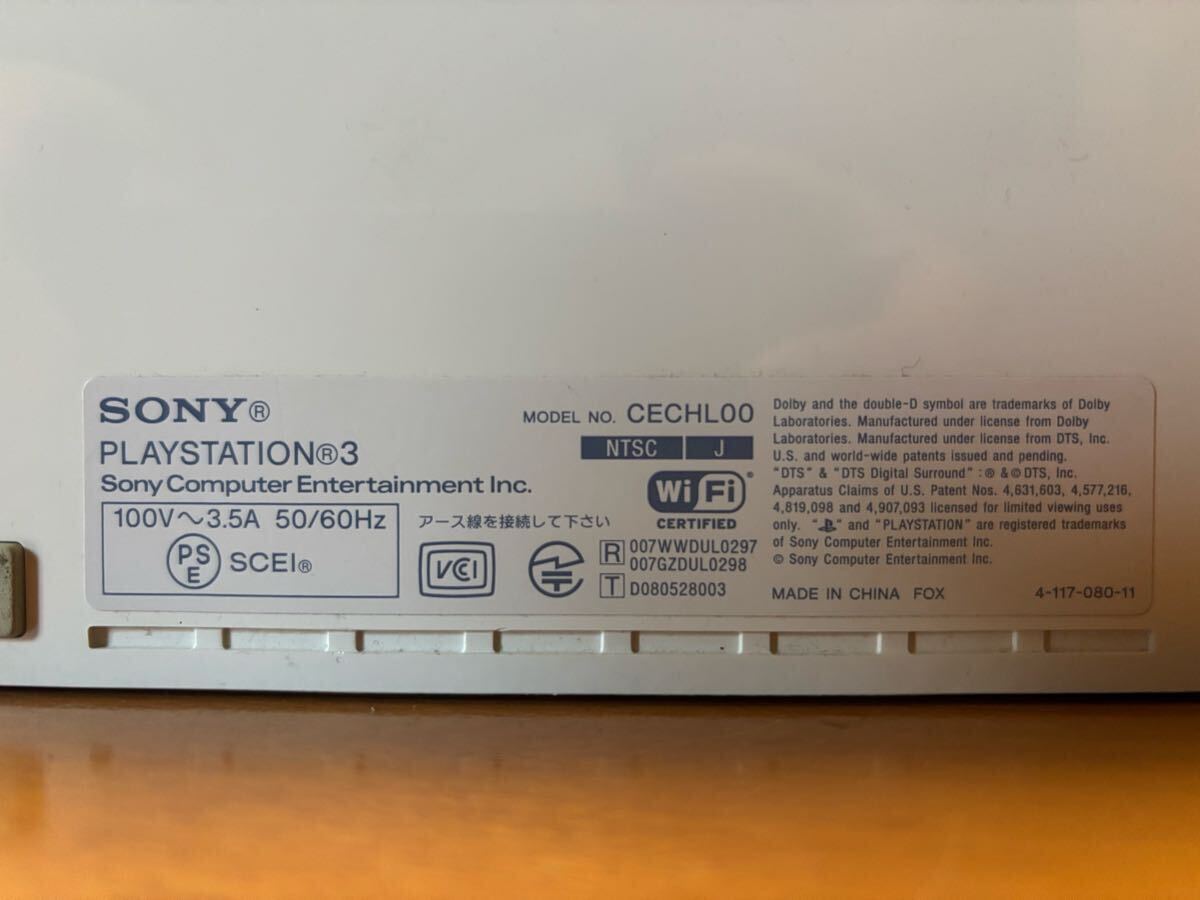 SONY®
PLAYSTATION®3
Sony Computer Entertainment Inc.
100V～3.5A 50/60Hz
PS
E
SCEI®
MODEL NO. CECHL00
NTSC J
Wi Fi®
CERTIFIED
アース線を接続して下さい
VCI
R 007WWDUL0297
007GZDUL0298
T D080528003
Dolby and the double-D symbol are trademarks of Dolby
Laboratories. Manufactured under license from Dolby
Laboratories. Manufactured under license from DTS, Inc.
U.S. and world-wide patents issued and pending.
"DTS" & "DTS Digital Surround" :® & © DTS, Inc.
Apparatus Claims of U.S. Patent Nos. 4,631,603, 4,577,216,
4,819,098 and 4,907,093 licensed for limited viewing uses
only. " " and "PLAYSTATION" are registered trademarks
of Sony Computer Entertainment Inc.
© Sony Computer Entertainment Inc.
MADE IN CHINA FOX 4-117-080-11